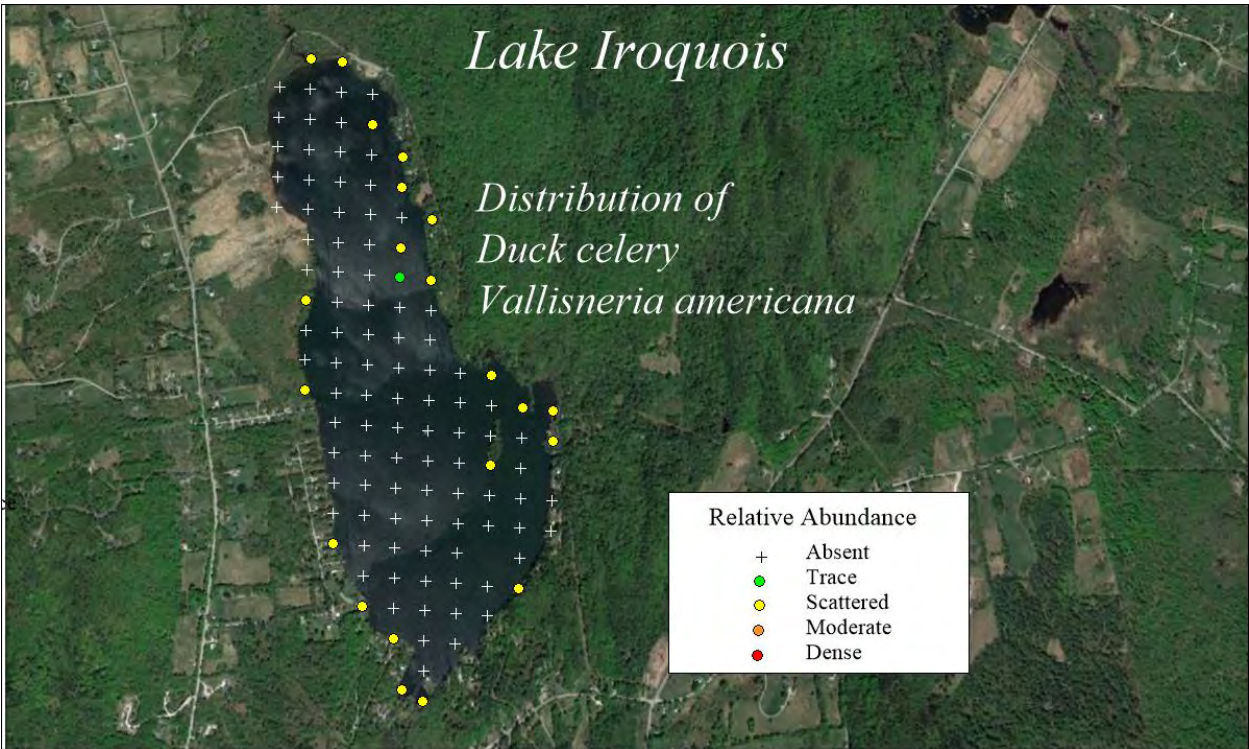 Lake Iroquois
Distribution of
Duck celery
Vallisneria americana
Relative Abundance
Absent
Trace
Scattered
Moderate
Dense